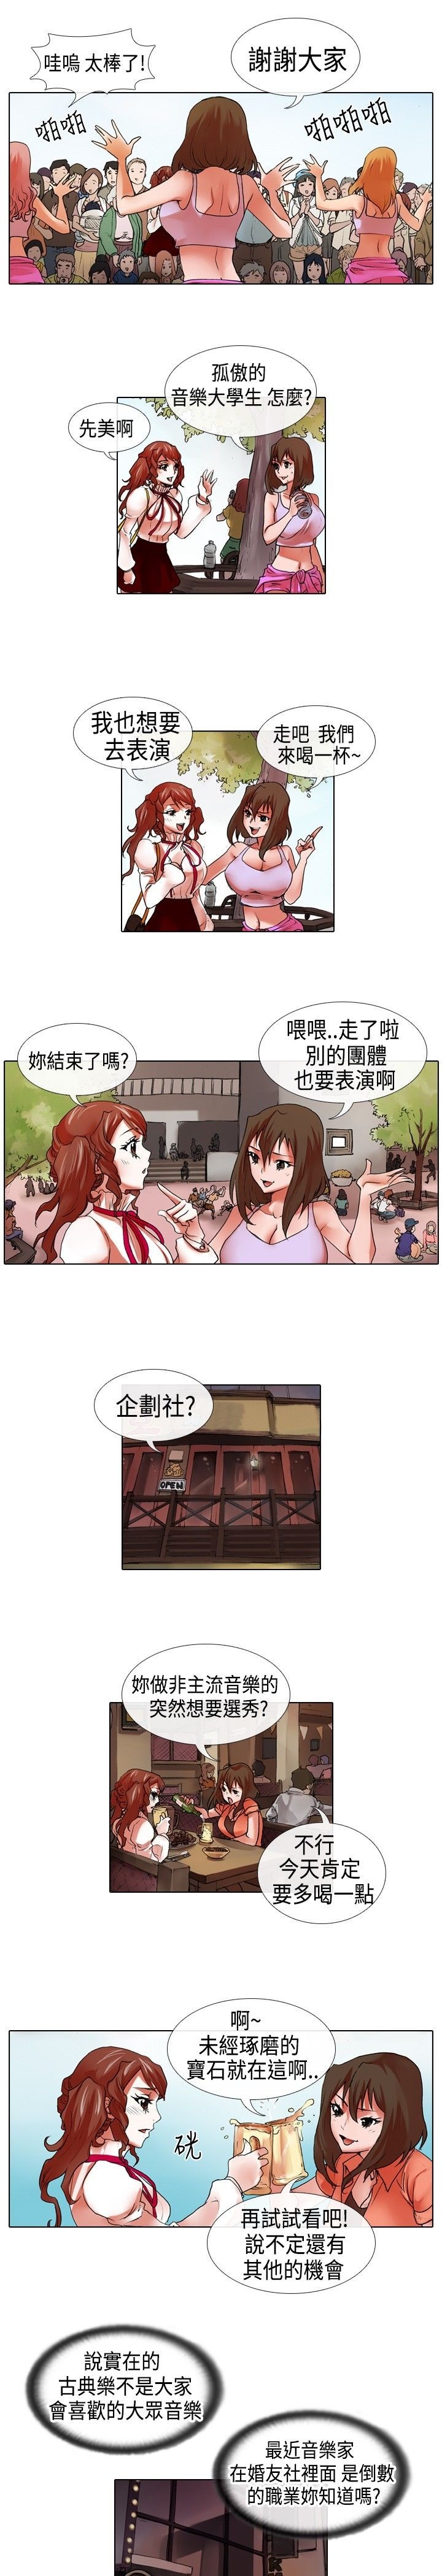 哇嗚 太棒了!
謝謝大家
啪啪
啪啪啪
孤傲的
音樂大學生 怎麼?
先美啊
我也想要
去表演
走吧 我們
來喝一杯~
妳結束了嗎?
喂喂..走了啦
別的團體
也要表演啊
企劃社?
OPEN
妳做非主流音樂的
突然想要選秀?
不行
今天肯定
要多喝一點
啊~
未經琢磨的
寶石就在這啊..
硄
再試試看吧!
說不定還有
其他的機會
說實在的
古典樂不是大家
會喜歡的大眾音樂
最近音樂家
在婚友社裡面 是倒數
的職業妳知道嗎?